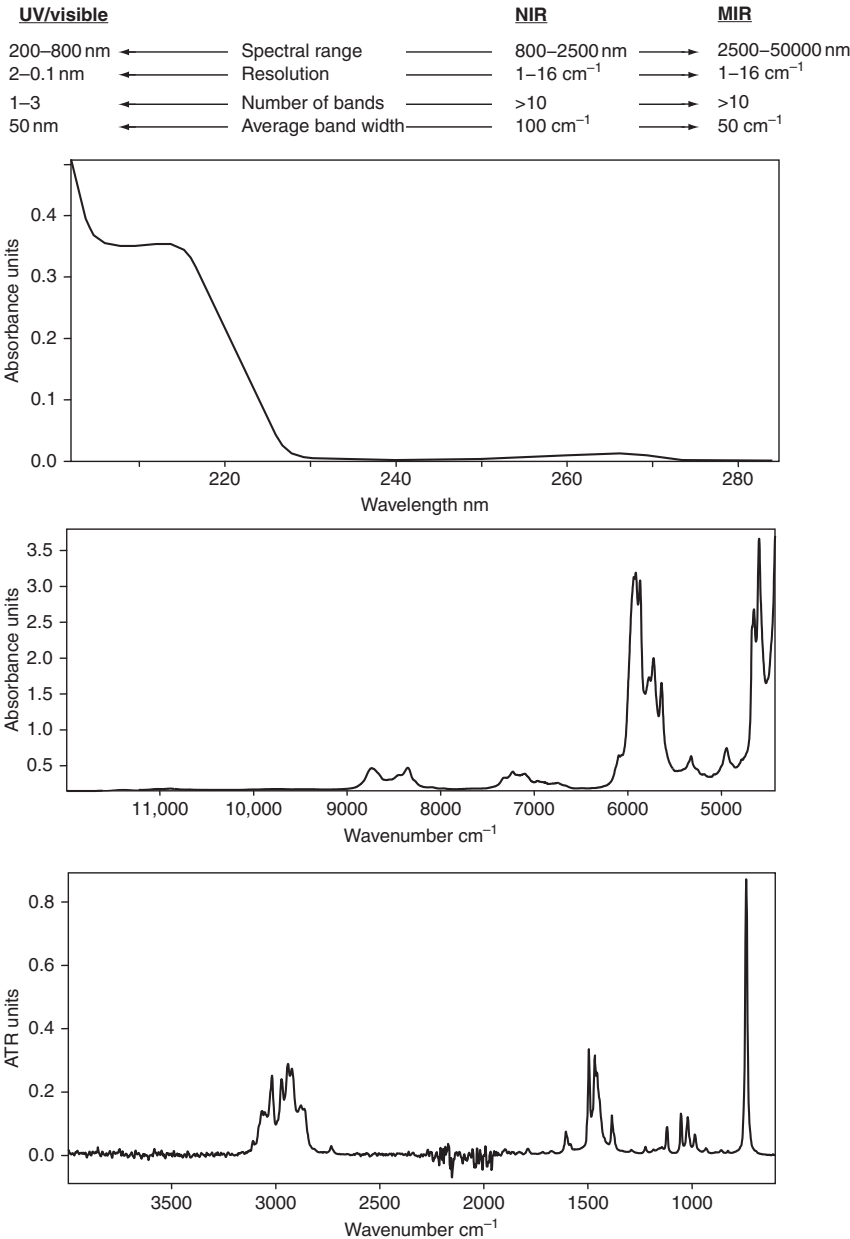 UV/visible NIR MIR
200–800 nm Spectral range 800–2500 nm 2500–50000 nm
2–0.1 nm Resolution 1–16 cm⁻¹ 1–16 cm⁻¹
1–3 Number of bands >10 >10
50 nm Average band width 100 cm⁻¹ 50 cm⁻¹
Absorbance units
0.4
0.3
0.2
0.1
0.0
220 240 260 280
Wavelength nm
Absorbance units
3.5
3.0
2.5
2.0
1.5
1.0
0.5
11,000 10,000 9000 8000 7000 6000 5000
Wavenumber cm⁻¹
ATR units
0.8
0.6
0.4
0.2
0.0
3500 3000 2500 2000 1500 1000
Wavenumber cm⁻¹